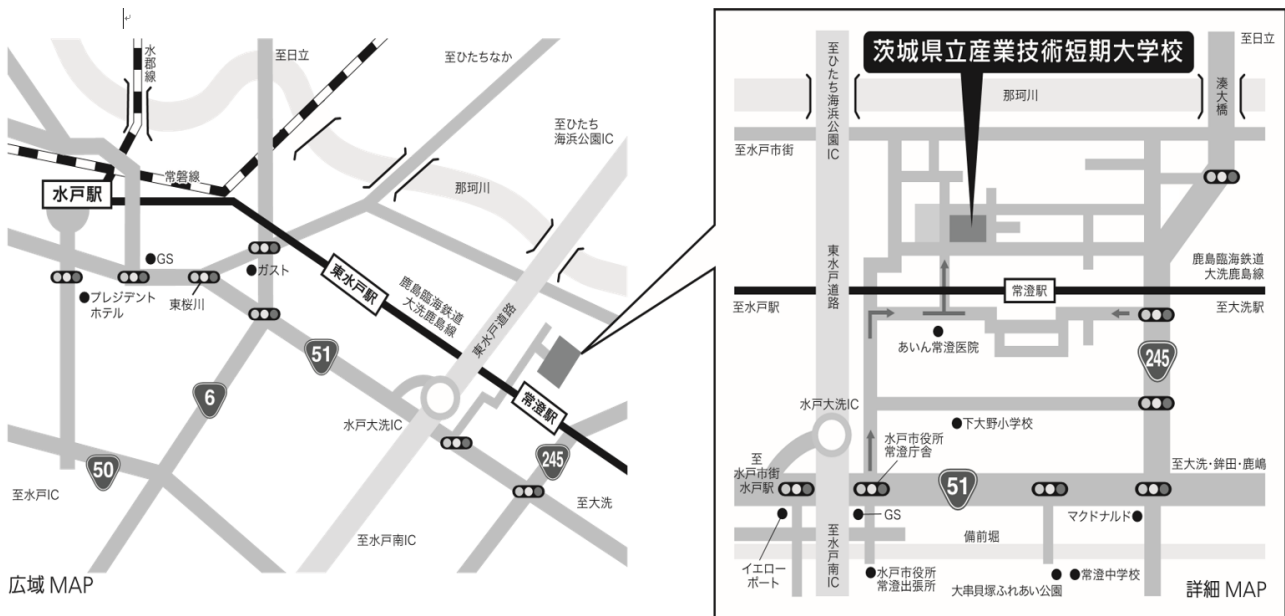 水郡線
至日立
至ひたちなか
至ひたち
海浜公園IC
常磐線
水戸駅
那珂川
GS
ガスト
東桜川
プレジデント
ホテル
東水戸駅
鹿島臨海鉄道
大洗鹿島線
東水戸道路
51
6
水戸大洗IC
常澄駅
50
245
至水戸IC
至大洗
至水戸南IC
広域 MAP
至ひたち海浜公園IC
茨城県立産業技術短期大学校
至日立
那珂川
湊大橋
至水戸市街
東水戸道路
鹿島臨海鉄道
大洗鹿島線
常澄駅
至水戸駅
至大洗駅
あいん常澄医院
245
水戸大洗IC
下大野小学校
水戸市役所
常澄庁舎
至
水戸市街
水戸駅
至大洗・鉾田・鹿嶋
51
GS
マクドナルド
至水戸南IC
備前堀
イエロー
ポート
水戸市役所
常澄出張所
大串貝塚ふれあい公園
常澄中学校
詳細 MAP